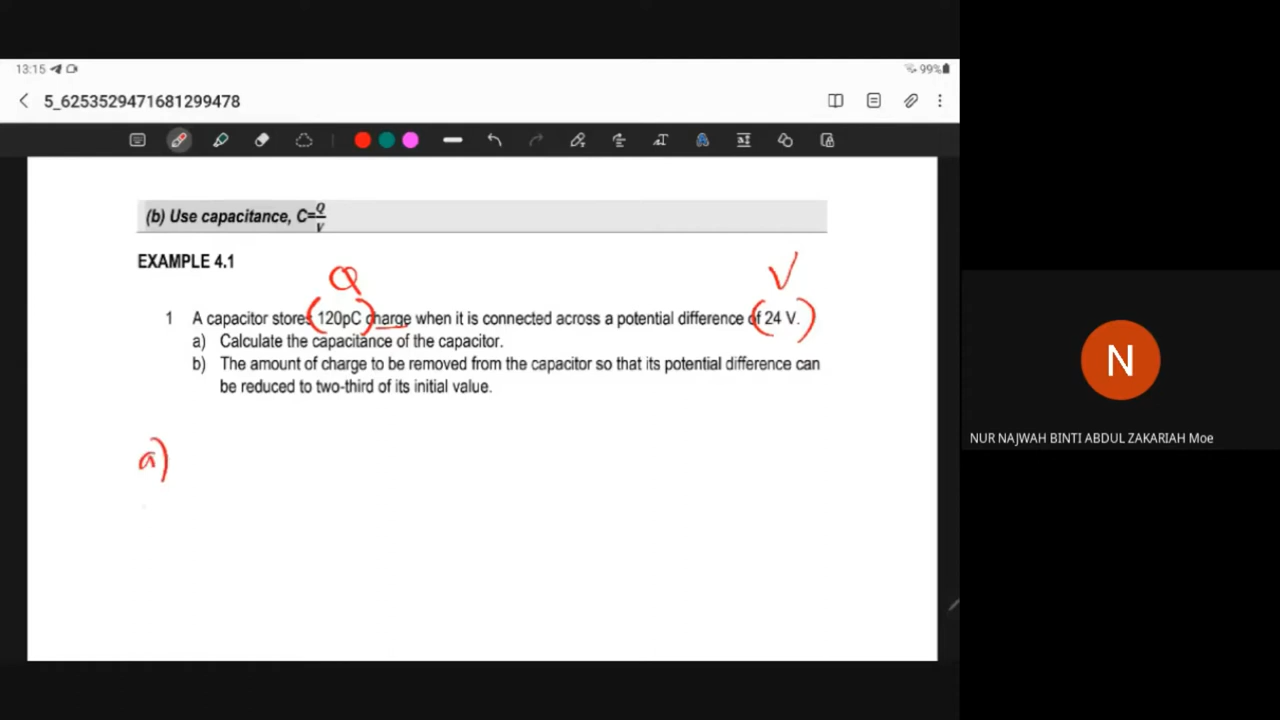 13:15
99%
5_6253529471681299478
(b) Use capacitance, C=Q/V
EXAMPLE 4.1
Q
V
1 A capacitor stores (120pC) charge when it is connected across a potential difference of (24 V.)
a) Calculate the capacitance of the capacitor.
b) The amount of charge to be removed from the capacitor so that its potential difference can
be reduced to two-third of its initial value.
a)
N
NUR NAJWAH BINTI ABDUL ZAKARIAH Moe